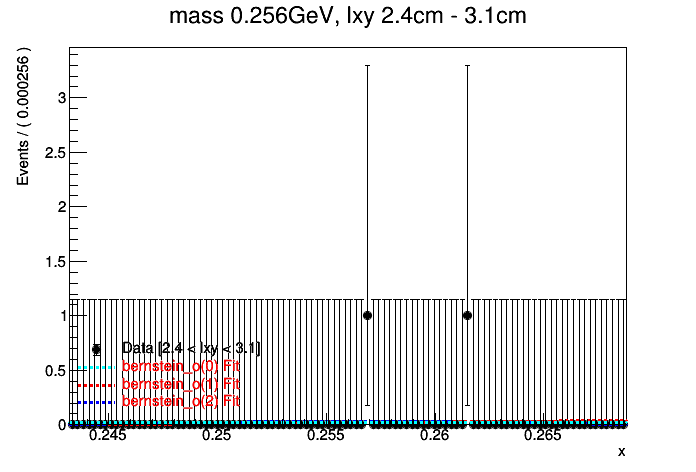 mass 0.256GeV, lxy 2.4cm - 3.1cm
Events / ( 0.000256 )
3
2.5
2
1.5
1
0.5
0
Data [2.4 < lxy < 3.1]
bernstein_o(0) Fit
bernstein_o(1) Fit
bernstein_o(2) Fit
0.245 0.25 0.255 0.26 0.265
x